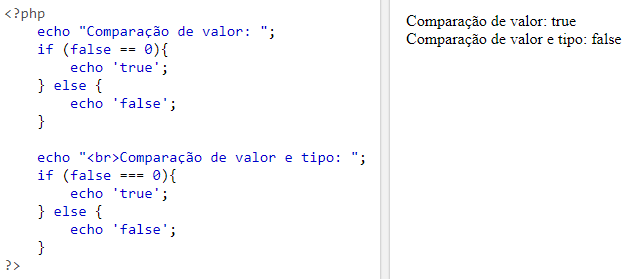 <?php
echo "Comparação de valor: ";
if (false == 0){
echo 'true';
} else {
echo 'false';
}
echo "<br>Comparação de valor e tipo: ";
if (false === 0){
echo 'true';
} else {
echo 'false';
}
?>
Comparação de valor: true
Comparação de valor e tipo: false